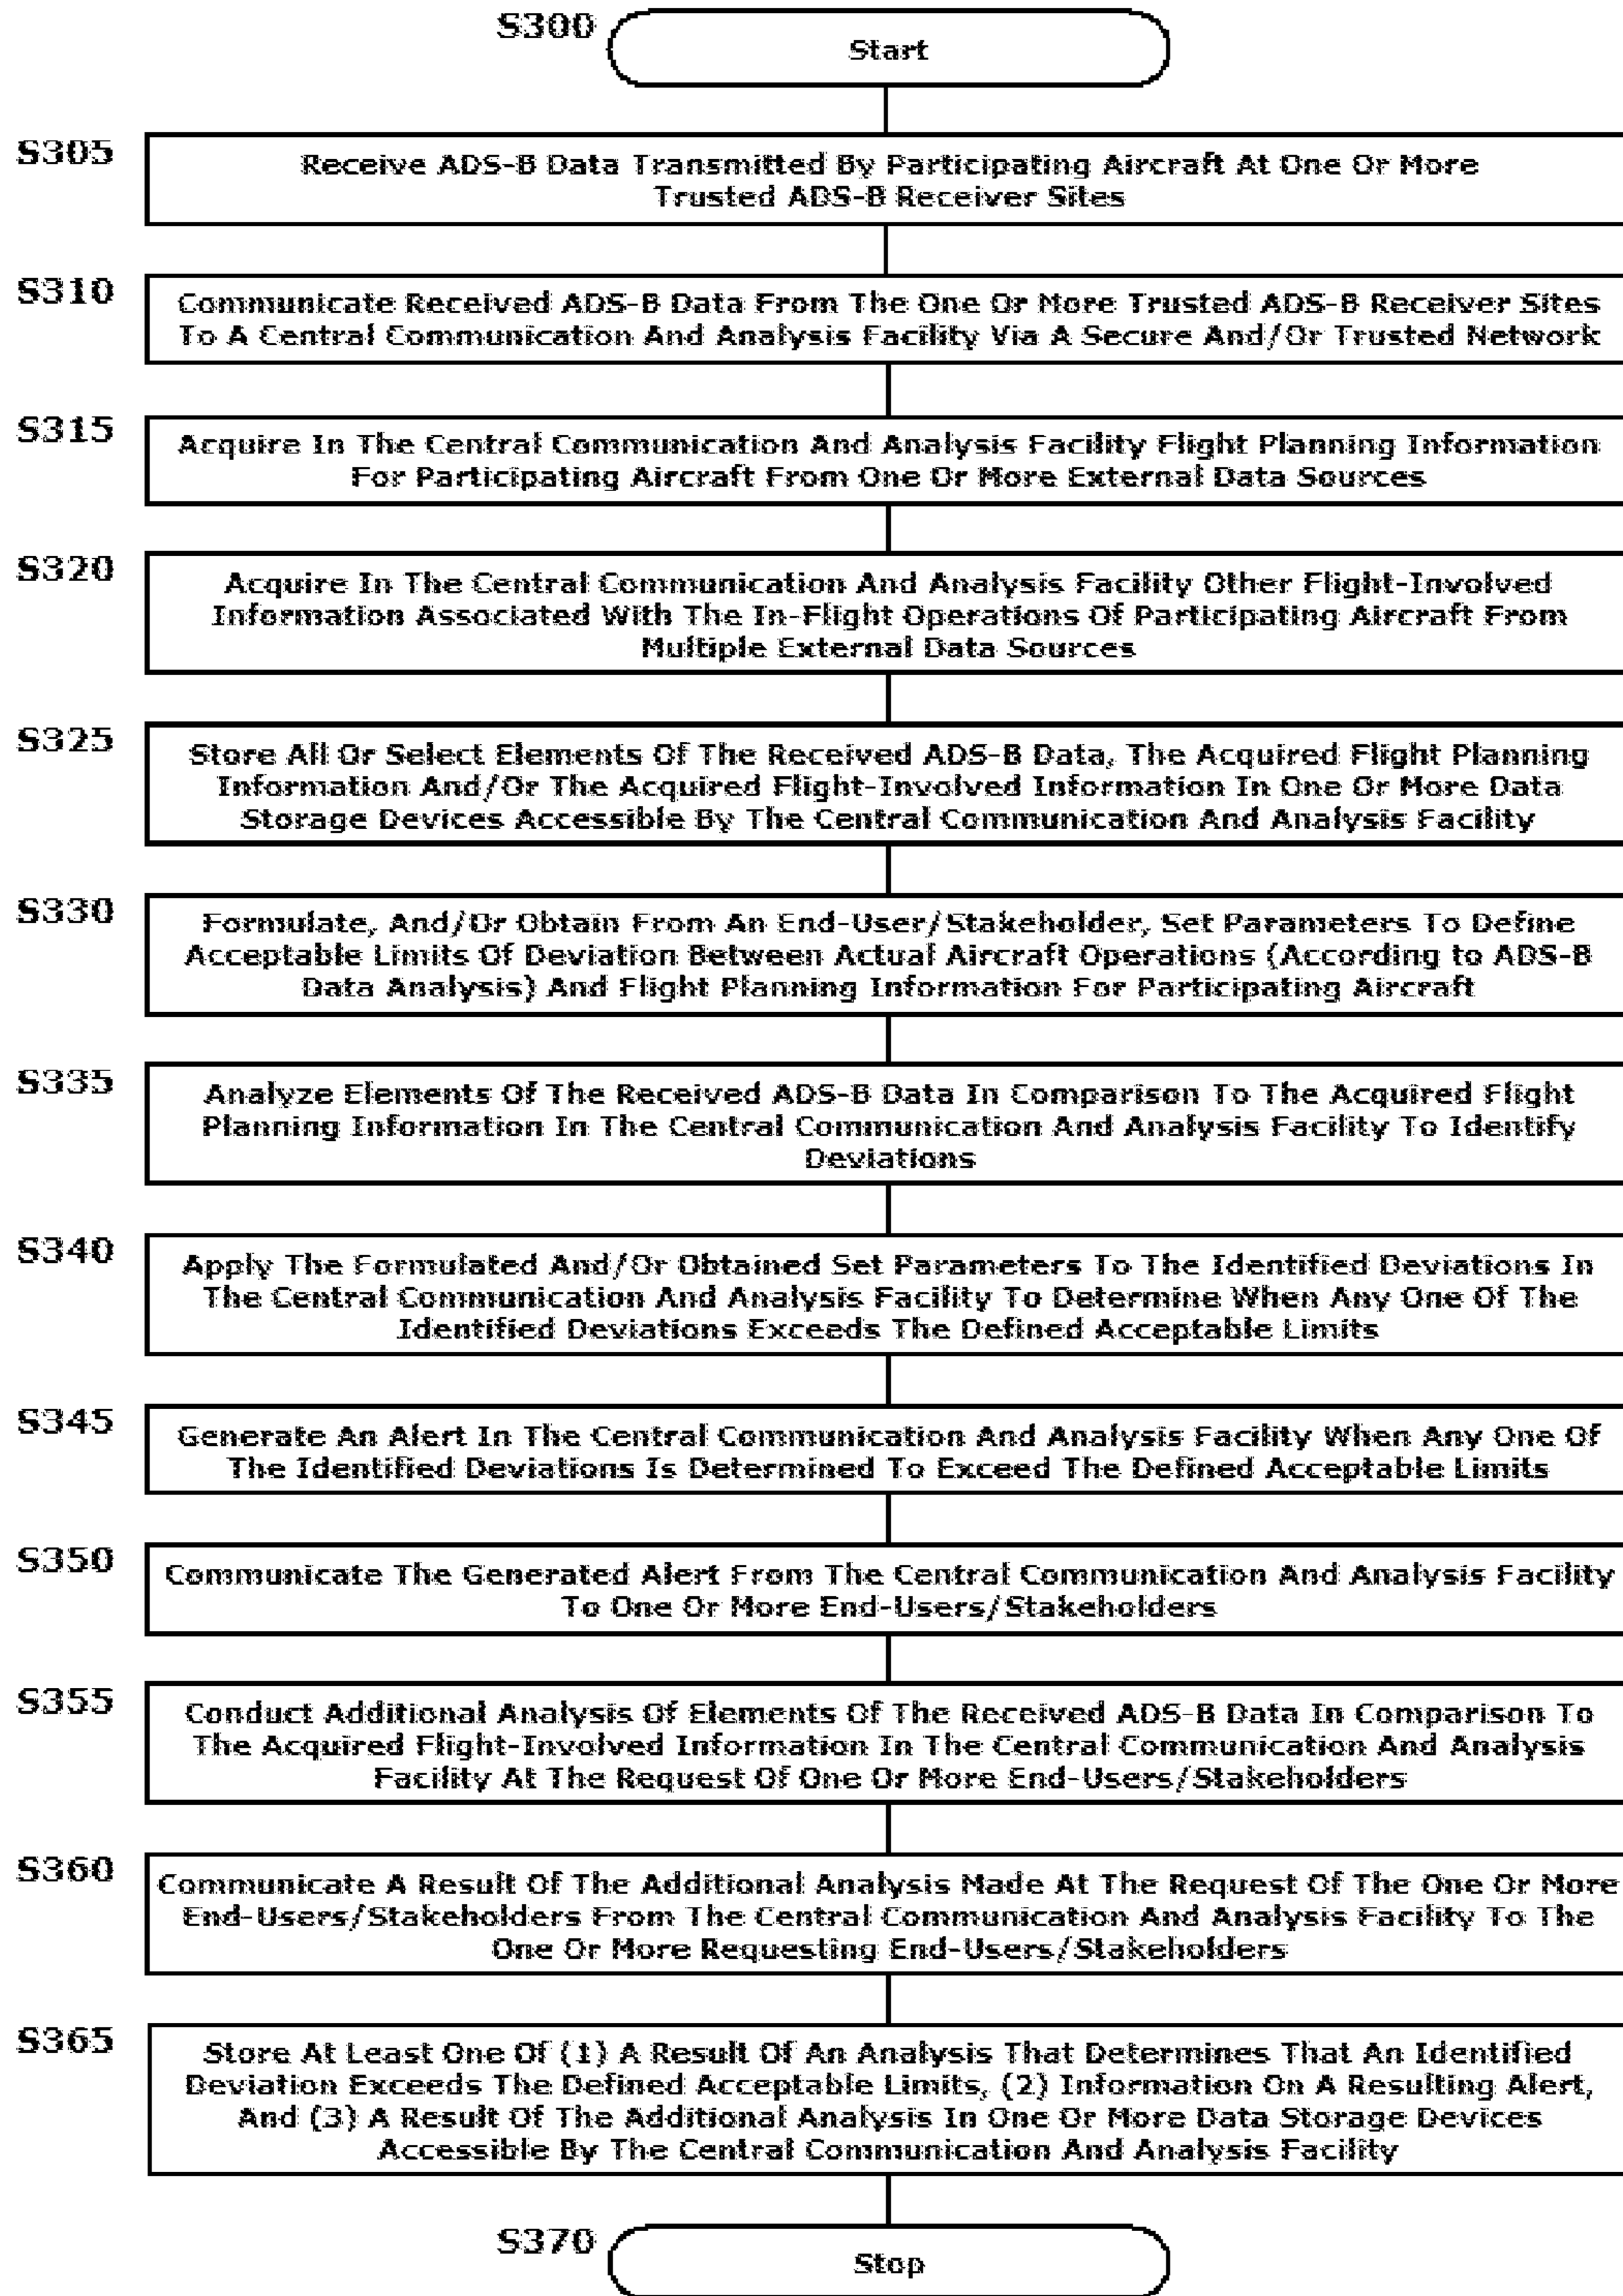 S300
Start
S305
Receive ADS-B Data Transmitted By Participating Aircraft At One Or More
Trusted ADS-B Receiver Sites
S310
Communicate Received ADS-B Data From The One Or More Trusted ADS-B Receiver Sites
To A Central Communication And Analysis Facility Via A Secure And/Or Trusted Network
S315
Acquire In The Central Communication And Analysis Facility Flight Planning Information
For Participating Aircraft From One Or More External Data Sources
S320
Acquire In The Central Communication And Analysis Facility Other Flight-Involved
Information Associated With The In-Flight Operations Of Participating Aircraft From
Multiple External Data Sources
S325
Store All Or Select Elements Of The Received ADS-B Data, The Acquired Flight Planning
Information And/Or The Acquired Flight-Involved Information In One Or More Data
Storage Devices Accessible By The Central Communication And Analysis Facility
S330
Formulate, And/Or Obtain From An End-User/Stakeholder, Set Parameters To Define
Acceptable Limits Of Deviation Between Actual Aircraft Operations (According to ADS-B
Data Analysis) And Flight Planning Information For Participating Aircraft
S335
Analyze Elements Of The Received ADS-B Data In Comparison To The Acquired Flight
Planning Information In The Central Communication And Analysis Facility To Identify
Deviations
S340
Apply The Formulated And/Or Obtained Set Parameters To The Identified Deviations In
The Central Communication And Analysis Facility To Determine When Any One Of The
Identified Deviations Exceeds The Defined Acceptable Limits
S345
Generate An Alert In The Central Communication And Analysis Facility When Any One Of
The Identified Deviations Is Determined To Exceed The Defined Acceptable Limits
S350
Communicate The Generated Alert From The Central Communication And Analysis Facility
To One Or More End-Users/Stakeholders
S355
Conduct Additional Analysis Of Elements Of The Received ADS-B Data In Comparison To
The Acquired Flight-Involved Information In The Central Communication And Analysis
Facility At The Request Of One Or More End-Users/Stakeholders
S360
Communicate A Result Of The Additional Analysis Made At The Request Of The One Or More
End-Users/Stakeholders From The Central Communication And Analysis Facility To The
One Or More Requesting End-Users/Stakeholders
S365
Store At Least One Of (1) A Result Of An Analysis That Determines That An Identified
Deviation Exceeds The Defined Acceptable Limits, (2) Information On A Resulting Alert,
And (3) A Result Of The Additional Analysis In One Or More Data Storage Devices
Accessible By The Central Communication And Analysis Facility
S370
Stop